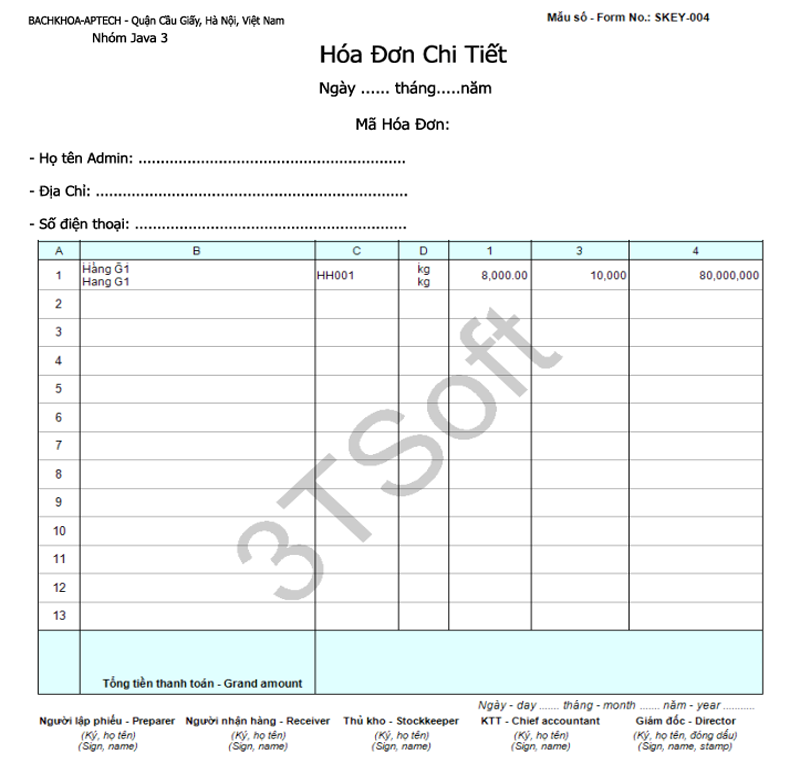 BACHKHOA-APTECH - Quận Cầu Giấy, Hà Nội, Việt Nam
Mẫu số - Form No.: SKEY-004
Nhóm Java 3
Hóa Đơn Chi Tiết
Ngày ...... tháng.....năm
Mã Hóa Đơn:
- Họ tên Admin: ............................................................
- Địa Chỉ: ......................................................................
- Số điện thoại: .............................................................
A B C D 1 3 4
1 Hàng G1 HH001 kg 8,000.00 10,000 80,000,000
Hang G1 kg
2
3
4
5
6
7
8
9
10
11
12
13
3TSoft
Tổng tiền thanh toán - Grand amount
Ngày - day ....... tháng - month ....... năm - year ...........
Người lập phiếu - Preparer Người nhận hàng - Receiver Thủ kho - Stockkeeper KTT - Chief accountant Giám đốc - Director
(Ký, họ tên) (Ký, họ tên) (Ký, họ tên) (Ký, họ tên) (Ký, họ tên, đóng dấu)
(Sign, name) (Sign, name) (Sign, name) (Sign, name) (Sign, name, stamp)